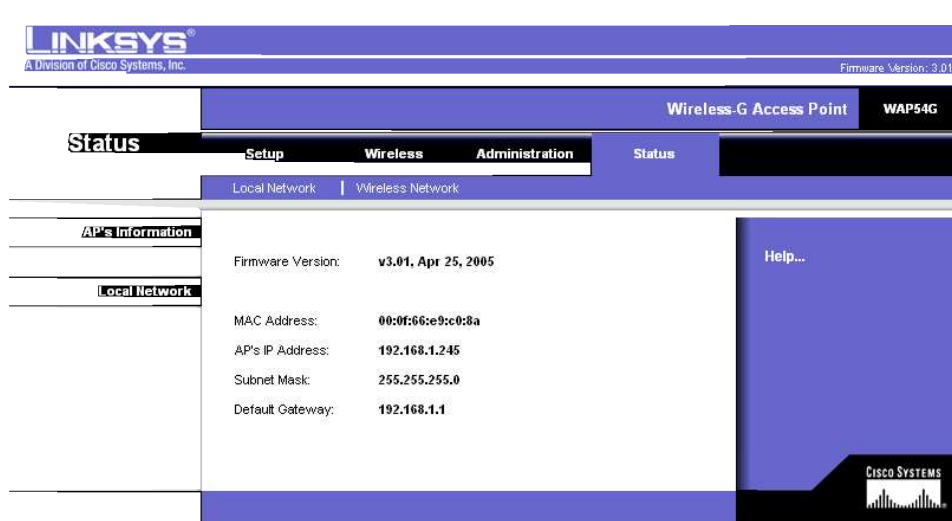 LINKSYS®
A Division of Cisco Systems, Inc.
Firmware Version: 3.01
Wireless-G Access Point WAP54G
Status
Setup Wireless Administration Status
Local Network | Wireless Network
AP's Information
Help...
Firmware Version: v3.01, Apr 25, 2005
Local Network
MAC Address: 00:0f:66:e9:c0:8a
AP's IP Address: 192.168.1.245
Subnet Mask: 255.255.255.0
Default Gateway: 192.168.1.1
CISCO SYSTEMS